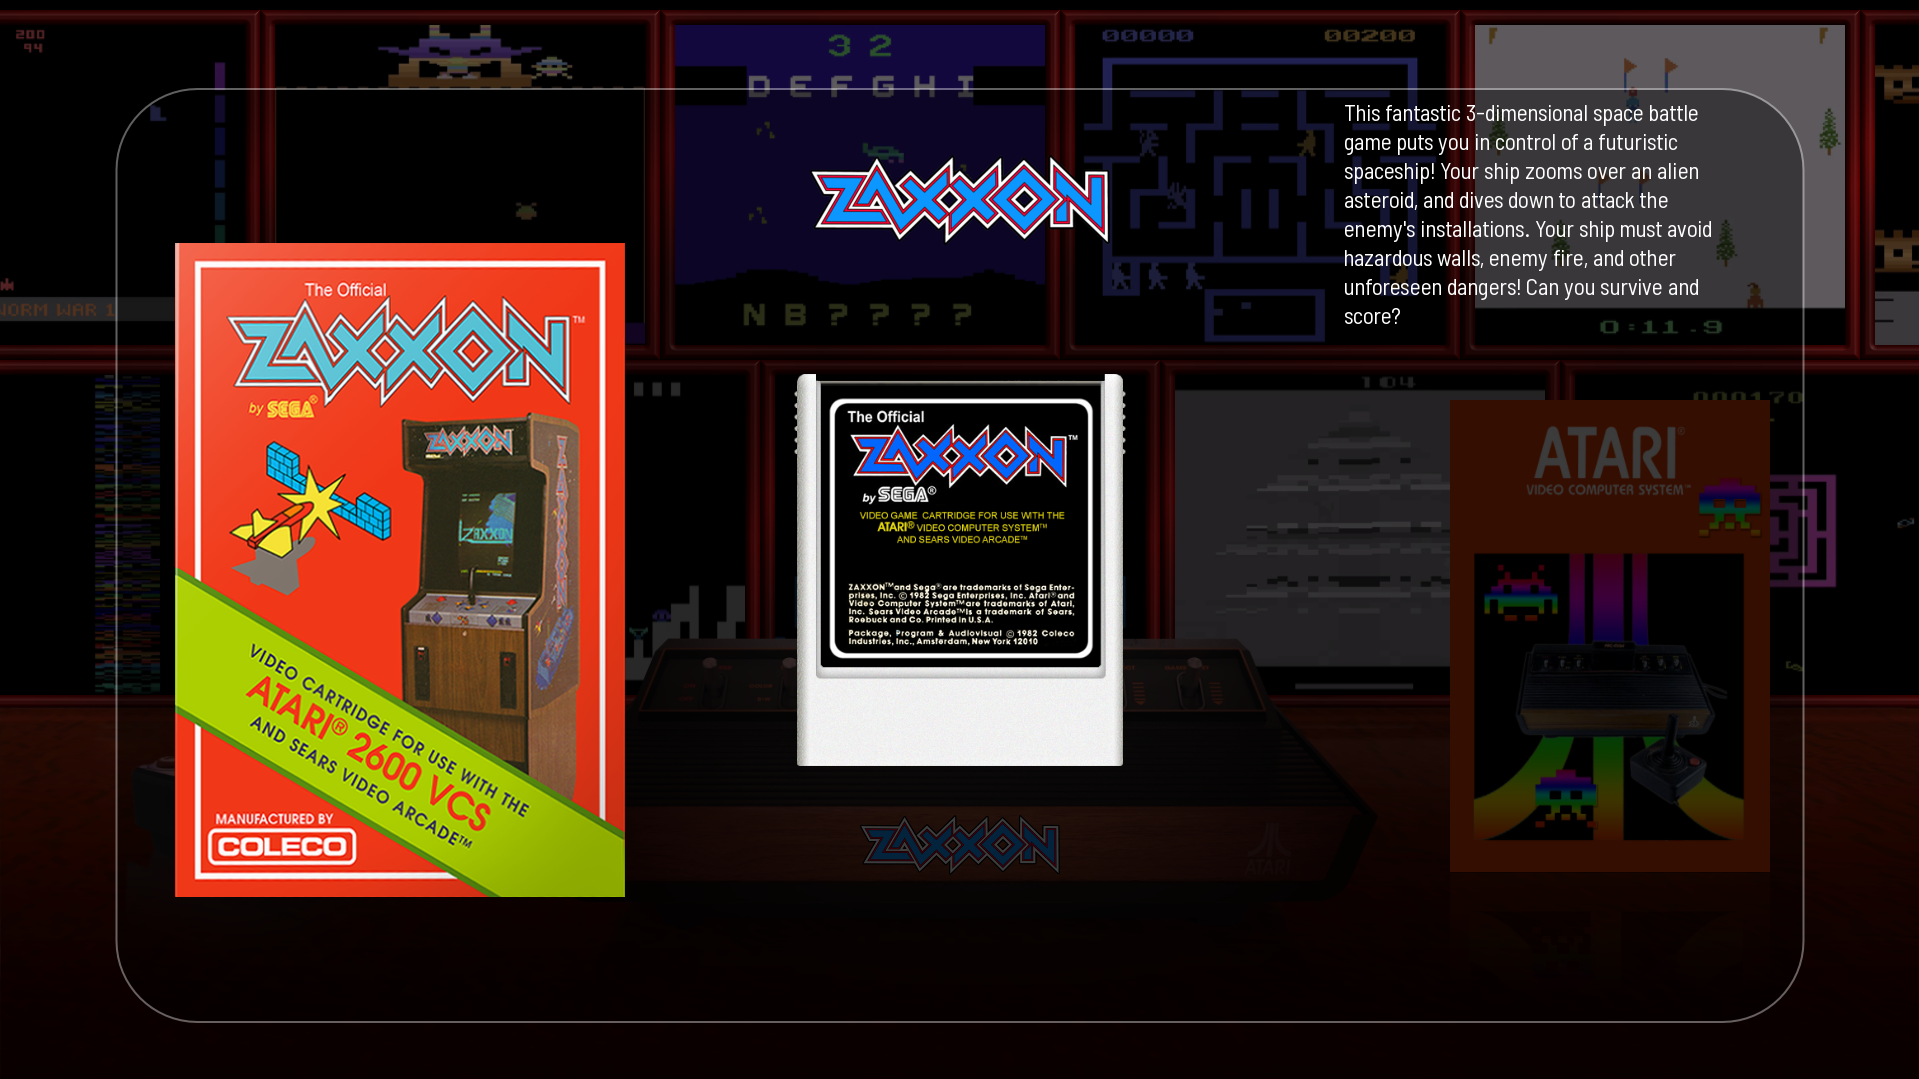 200
94
32
DEFGHI
00000
00200
WORM WAR 1
NB????
0:11.9
104
000170
ZAXXON
This fantastic 3-dimensional space battle
game puts you in control of a futuristic
spaceship! Your ship zooms over an alien
asteroid, and dives down to attack the
enemy's installations. Your ship must avoid
hazardous walls, enemy fire, and other
unforeseen dangers! Can you survive and
score?
The Official
ZAXXON™
by SEGA®
ZAXXON
ZAXXON
VIDEO CARTRIDGE FOR USE WITH THE
ATARI® 2600 VCS
AND SEARS VIDEO ARCADE™
MANUFACTURED BY
COLECO
The Official
ZAXXON™
by SEGA®
VIDEO GAME CARTRIDGE FOR USE WITH THE
ATARI® VIDEO COMPUTER SYSTEM™
AND SEARS VIDEO ARCADE™
ZAXXON™and Sega® are trademarks of Sega Enter-
prises, Inc. © 1982 Sega Enterprises, Inc. Atari® and
Video Computer System™ are trademarks of Atari,
Inc. Sears Video Arcade™ is a trademark of Sears,
Roebuck and Co. Printed in U.S.A.
Package, Program & Audiovisual © 1982 Coleco
Industries, Inc., Amsterdam, New York 12010
ZAXXON
ATARI
ATARI®
VIDEO COMPUTER SYSTEM™